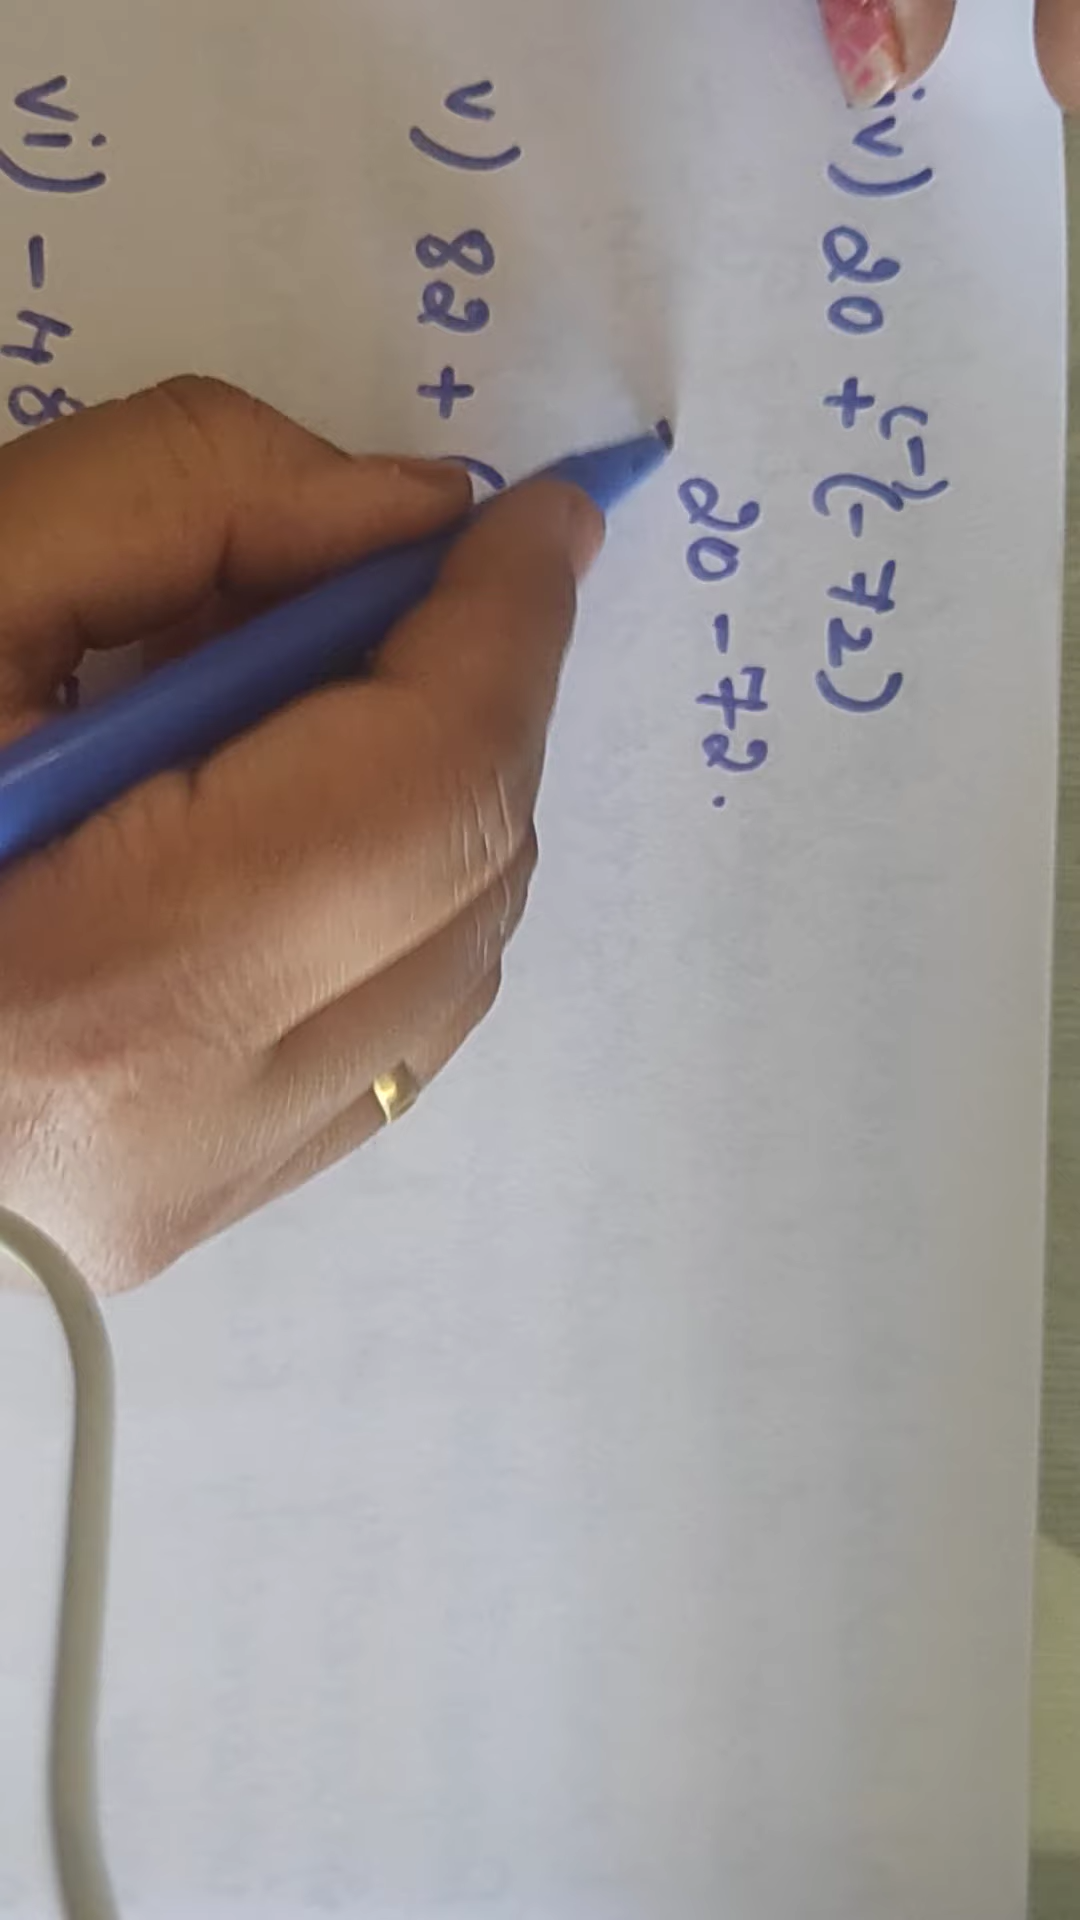 iv) 20 + (-72)
(-)
20 - 72.
v) 82 + (
vi) - 48